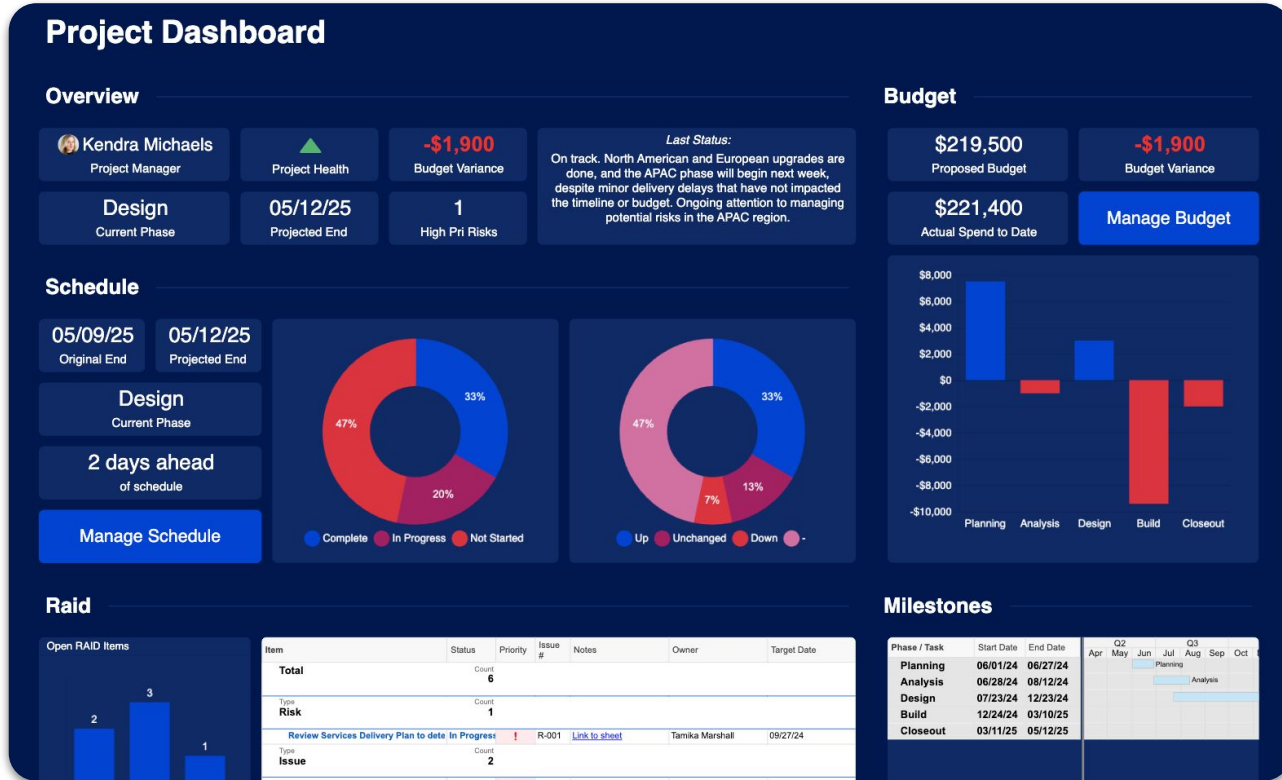 Project Dashboard
Overview
Kendra Michaels
Project Manager
Project Health
-$1,900
Budget Variance
Design
Current Phase
05/12/25
Projected End
1
High Pri Risks
Last Status:
On track. North American and European upgrades are
done, and the APAC phase will begin next week,
despite minor delivery delays that have not impacted
the timeline or budget. Ongoing attention to managing
potential risks in the APAC region.
Budget
$219,500
Proposed Budget
-$1,900
Budget Variance
$221,400
Actual Spend to Date
Manage Budget
$8,000
$6,000
$4,000
$2,000
$0
-$2,000
-$4,000
-$6,000
-$8,000
-$10,000
Planning Analysis Design Build Closeout
Schedule
05/09/25
Original End
05/12/25
Projected End
Design
Current Phase
2 days ahead
of schedule
Manage Schedule
33%
47%
20%
Complete In Progress Not Started
33%
47%
13%
7%
Up Unchanged Down -
Raid
Open RAID Items
2
3
1
Item Status Priority Issue # Notes Owner Target Date
Total Count 6
Type Count
Risk 1
Review Services Delivery Plan to dete In Progress ! R-001 Link to sheet Tamika Marshall 09/27/24
Type Count
Issue 2
Milestones
Phase / Task Start Date End Date
Q2 Q3
Apr May Jun Jul Aug Sep Oct
Planning 06/01/24 06/27/24 Planning
Analysis 06/28/24 08/12/24 Analysis
Design 07/23/24 12/23/24
Build 12/24/24 03/10/25
Closeout 03/11/25 05/12/25